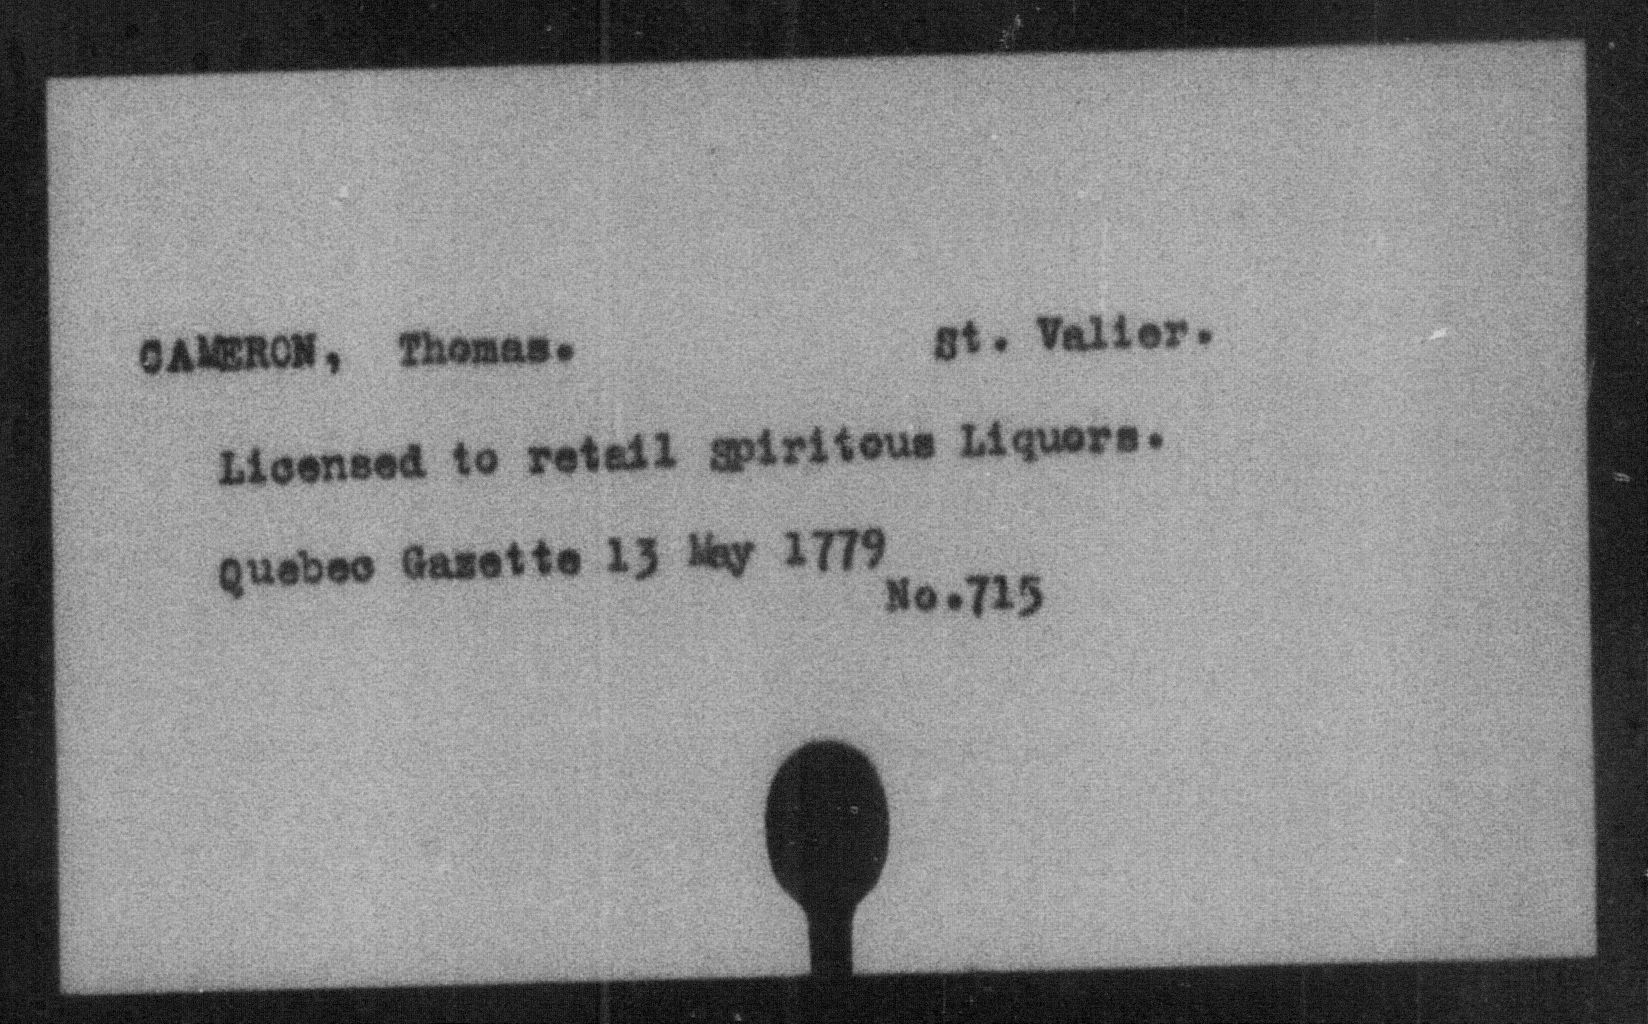 CAMERON, Thomas. St. Valier.
Licensed to retail spiritous Liquors.
Quebec Gazette 13 May 1779
No.715